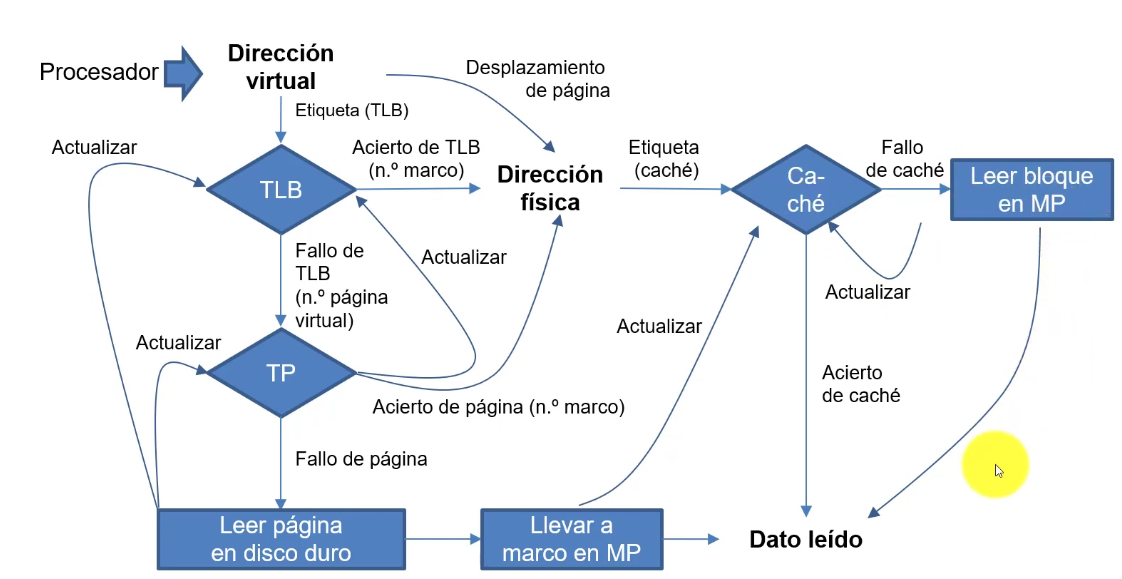 Procesador
Dirección
virtual
Desplazamiento
de página
Etiqueta (TLB)
Actualizar
TLB
Acierto de TLB
(n.º marco)
Dirección
física
Etiqueta
(caché)
Ca-
ché
Fallo
de caché
Leer bloque
en MP
Fallo de
TLB
(n.º página
virtual)
Actualizar
Actualizar
Actualizar
Actualizar
TP
Acierto de página (n.º marco)
Acierto
de caché
Fallo de página
Leer página
en disco duro
Llevar a
marco en MP
Dato leído